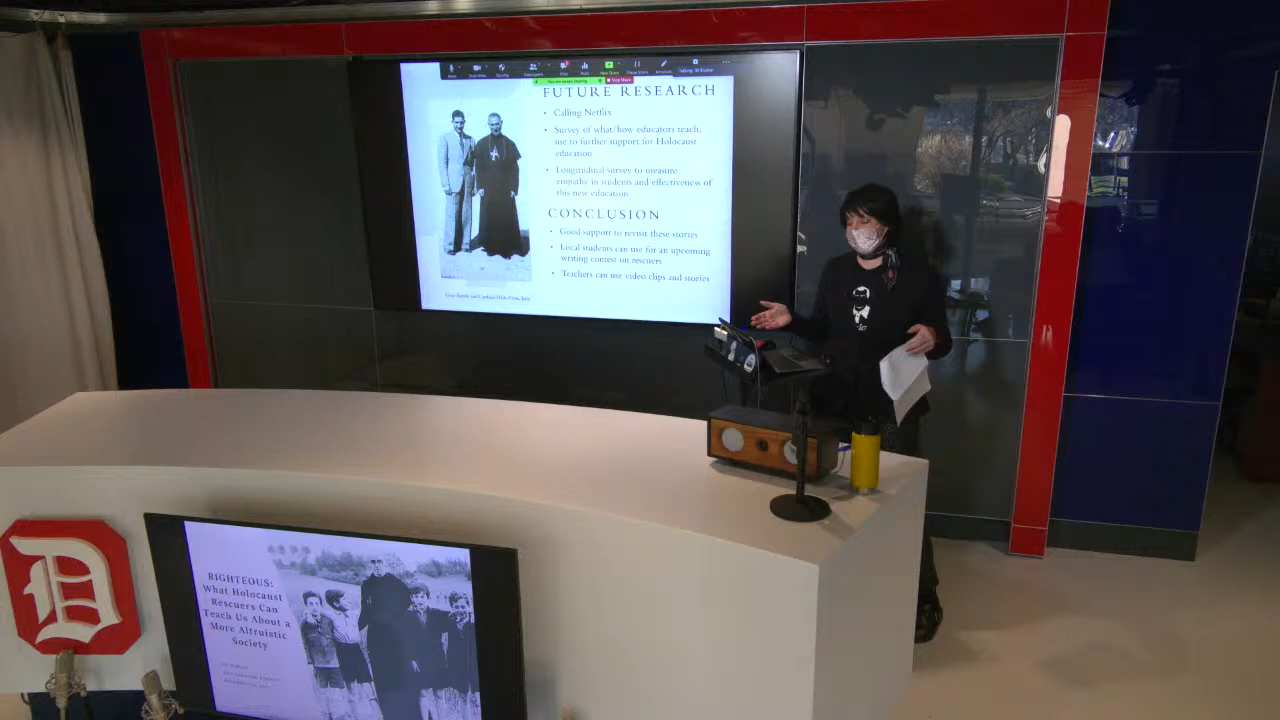 FUTURE RESEARCH
• Calling Netflix
• Survey of what/how educators teach,
use to further support for Holocaust
education
• Longitudinal survey to measure
empathy in students and effectiveness of
this new education
CONCLUSION
• Good support to revisit these stories
• Local students can use for an upcoming
writing contest on rescuers
• Teachers can use video clips and stories
D
RIGHTEOUS:
What Holocaust
Rescuers Can
Teach Us About a
More Altruistic
Society